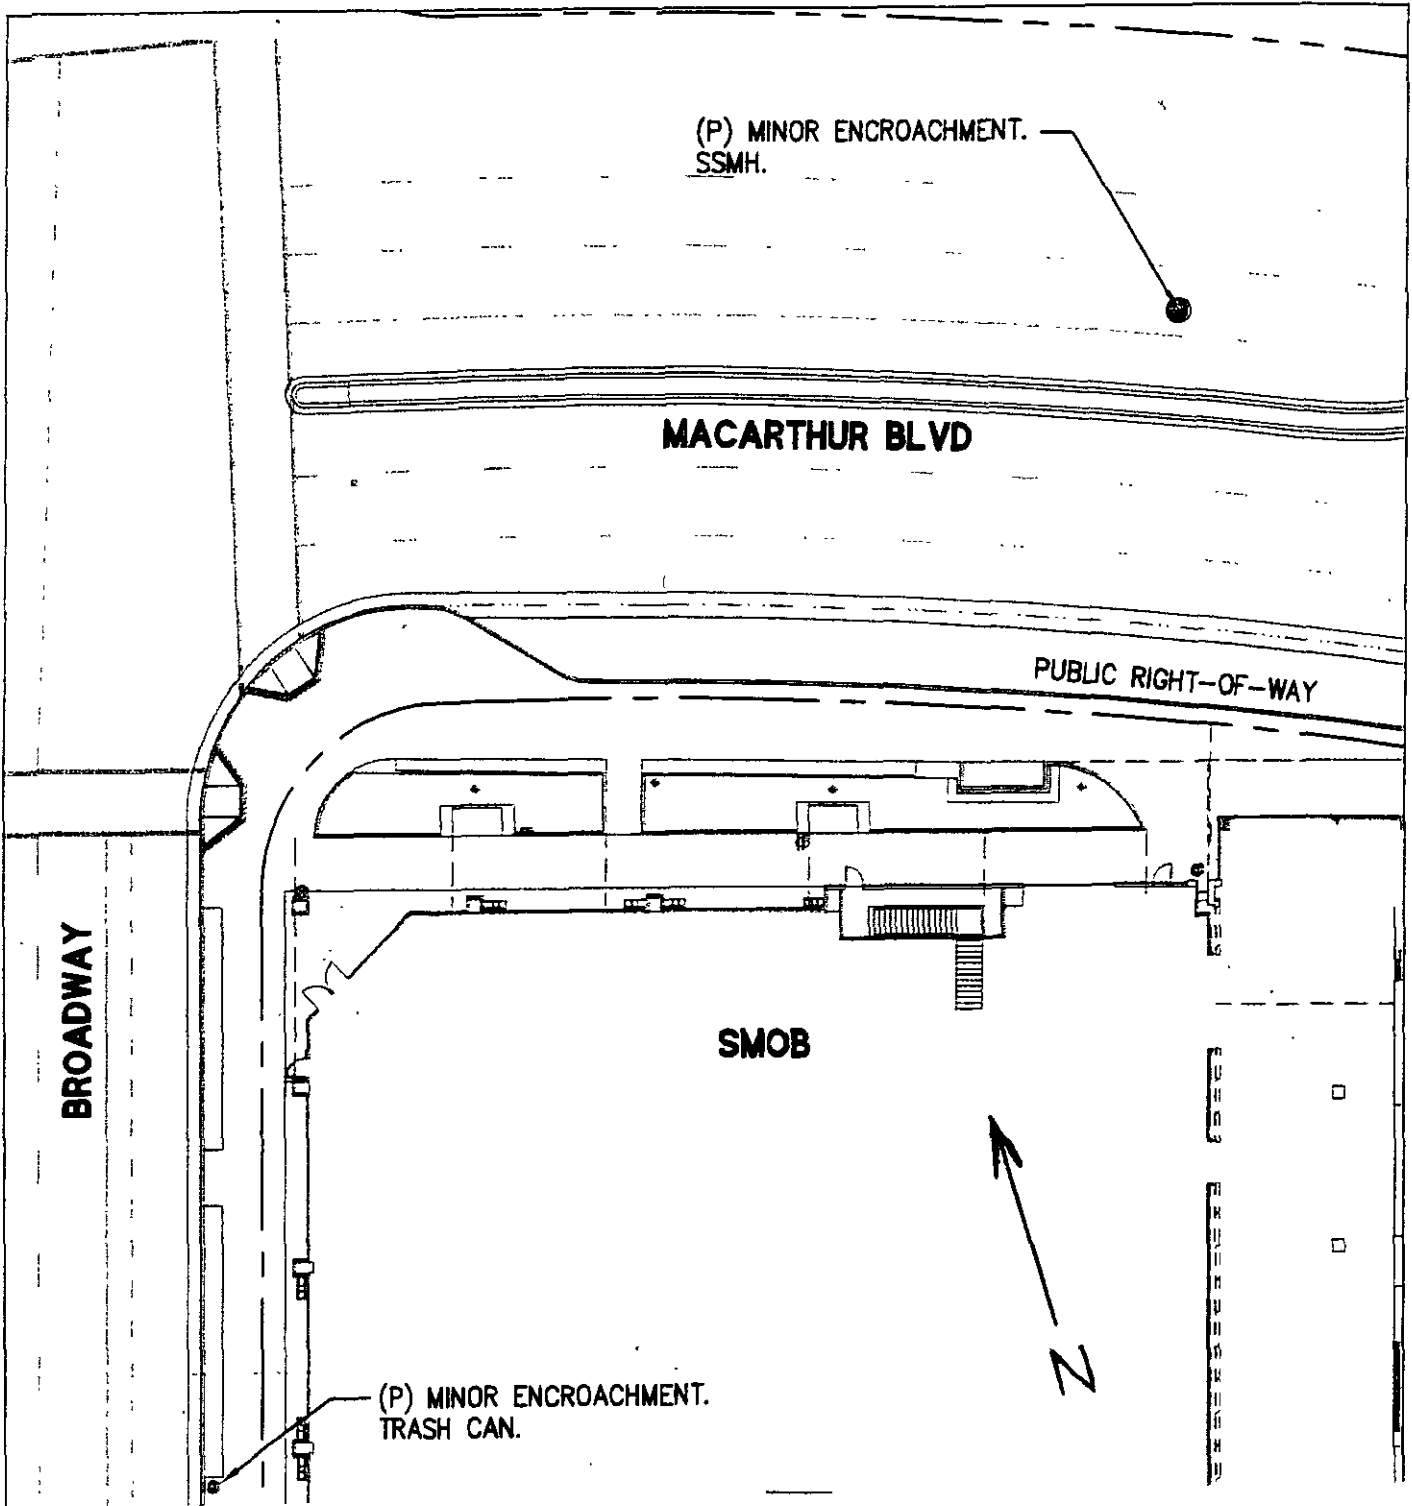 (P) MINOR ENCROACHMENT.
SSMH.
MACARTHUR BLVD
PUBLIC RIGHT-OF-WAY
BROADWAY
SMOB
N
(P) MINOR ENCROACHMENT.
TRASH CAN.